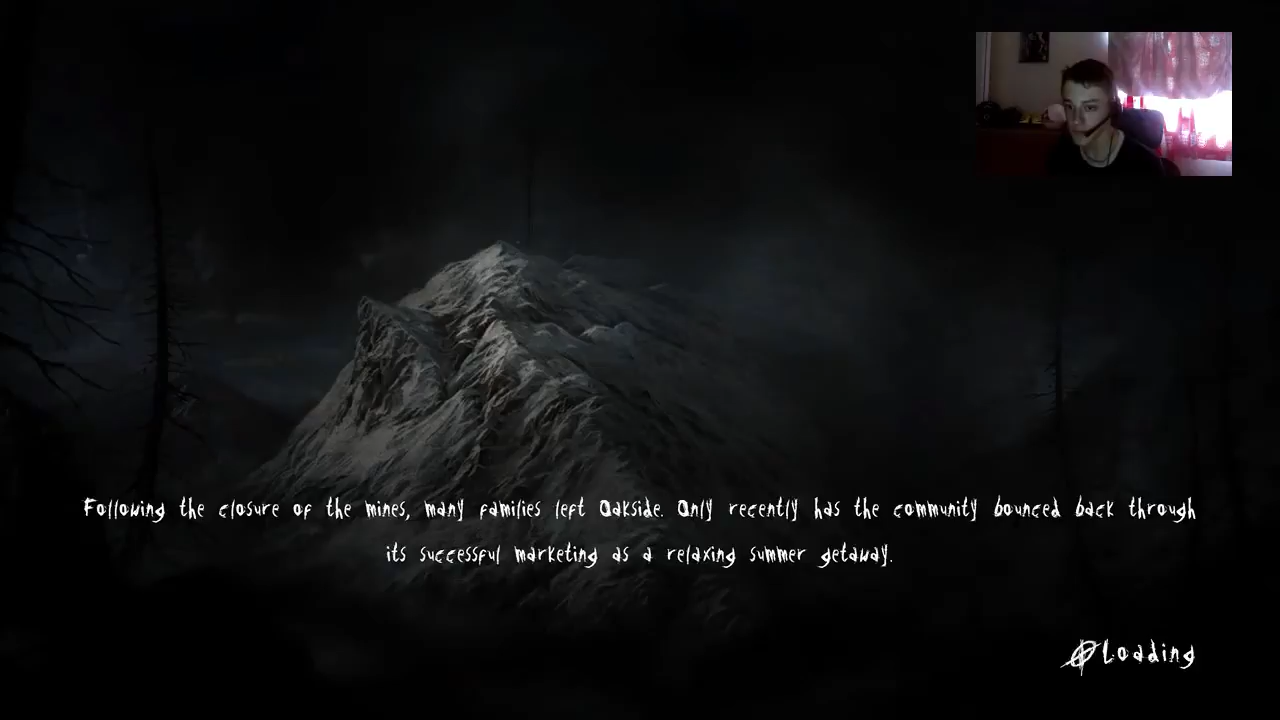 Following the closure of the mines, many families left Oakside. Only recently has the community bounced back through
its successful marketing as a relaxing summer getaway.
Loading